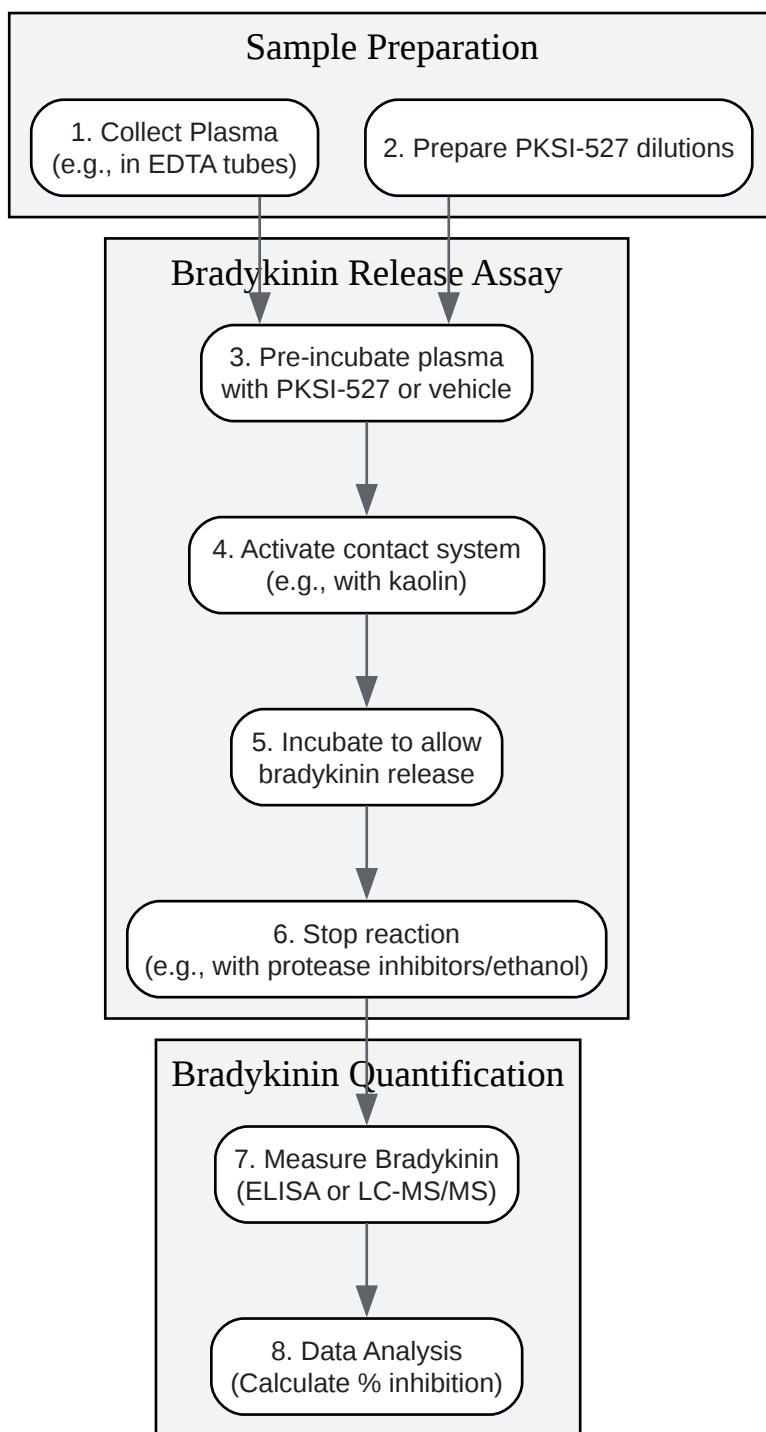 Sample Preparation
1. Collect Plasma
(e.g., in EDTA tubes)
2. Prepare PKSI-527 dilutions
Bradykinin Release Assay
3. Pre-incubate plasma
with PKSI-527 or vehicle
4. Activate contact system
(e.g., with kaolin)
5. Incubate to allow
bradykinin release
6. Stop reaction
(e.g., with protease inhibitors/ethanol)
Bradykinin Quantification
7. Measure Bradykinin
(ELISA or LC-MS/MS)
8. Data Analysis
(Calculate % inhibition)